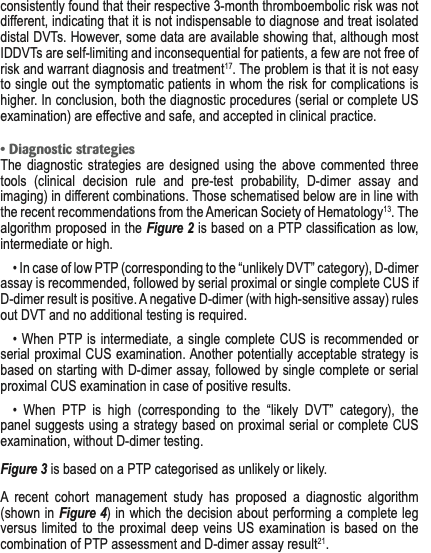 consistently found that their respective 3-month thromboembolic risk was not
different, indicating that it is not indispensable to diagnose and treat isolated
distal DVTs. However, some data are available showing that, although most
IDDVTs are self-limiting and inconsequential for patients, a few are not free of
risk and warrant diagnosis and treatment17. The problem is that it is not easy
to single out the symptomatic patients in whom the risk for complications is
higher. In conclusion, both the diagnostic procedures (serial or complete US
examination) are effective and safe, and accepted in clinical practice.
• Diagnostic strategies
The diagnostic strategies are designed using the above commented three
tools (clinical decision rule and pre-test probability, D-dimer assay and
imaging) in different combinations. Those schematised below are in line with
the recent recommendations from the American Society of Hematology13. The
algorithm proposed in the Figure 2 is based on a PTP classification as low,
intermediate or high.
• In case of low PTP (corresponding to the “unlikely DVT” category), D-dimer
assay is recommended, followed by serial proximal or single complete CUS if
D-dimer result is positive. A negative D-dimer (with high-sensitive assay) rules
out DVT and no additional testing is required.
• When PTP is intermediate, a single complete CUS is recommended or
serial proximal CUS examination. Another potentially acceptable strategy is
based on starting with D-dimer assay, followed by single complete or serial
proximal CUS examination in case of positive results.
• When PTP is high (corresponding to the “likely DVT” category), the
panel suggests using a strategy based on proximal serial or complete CUS
examination, without D-dimer testing.
Figure 3 is based on a PTP categorised as unlikely or likely.
A recent cohort management study has proposed a diagnostic algorithm
(shown in Figure 4) in which the decision about performing a complete leg
versus limited to the proximal deep veins US examination is based on the
combination of PTP assessment and D-dimer assay result21.